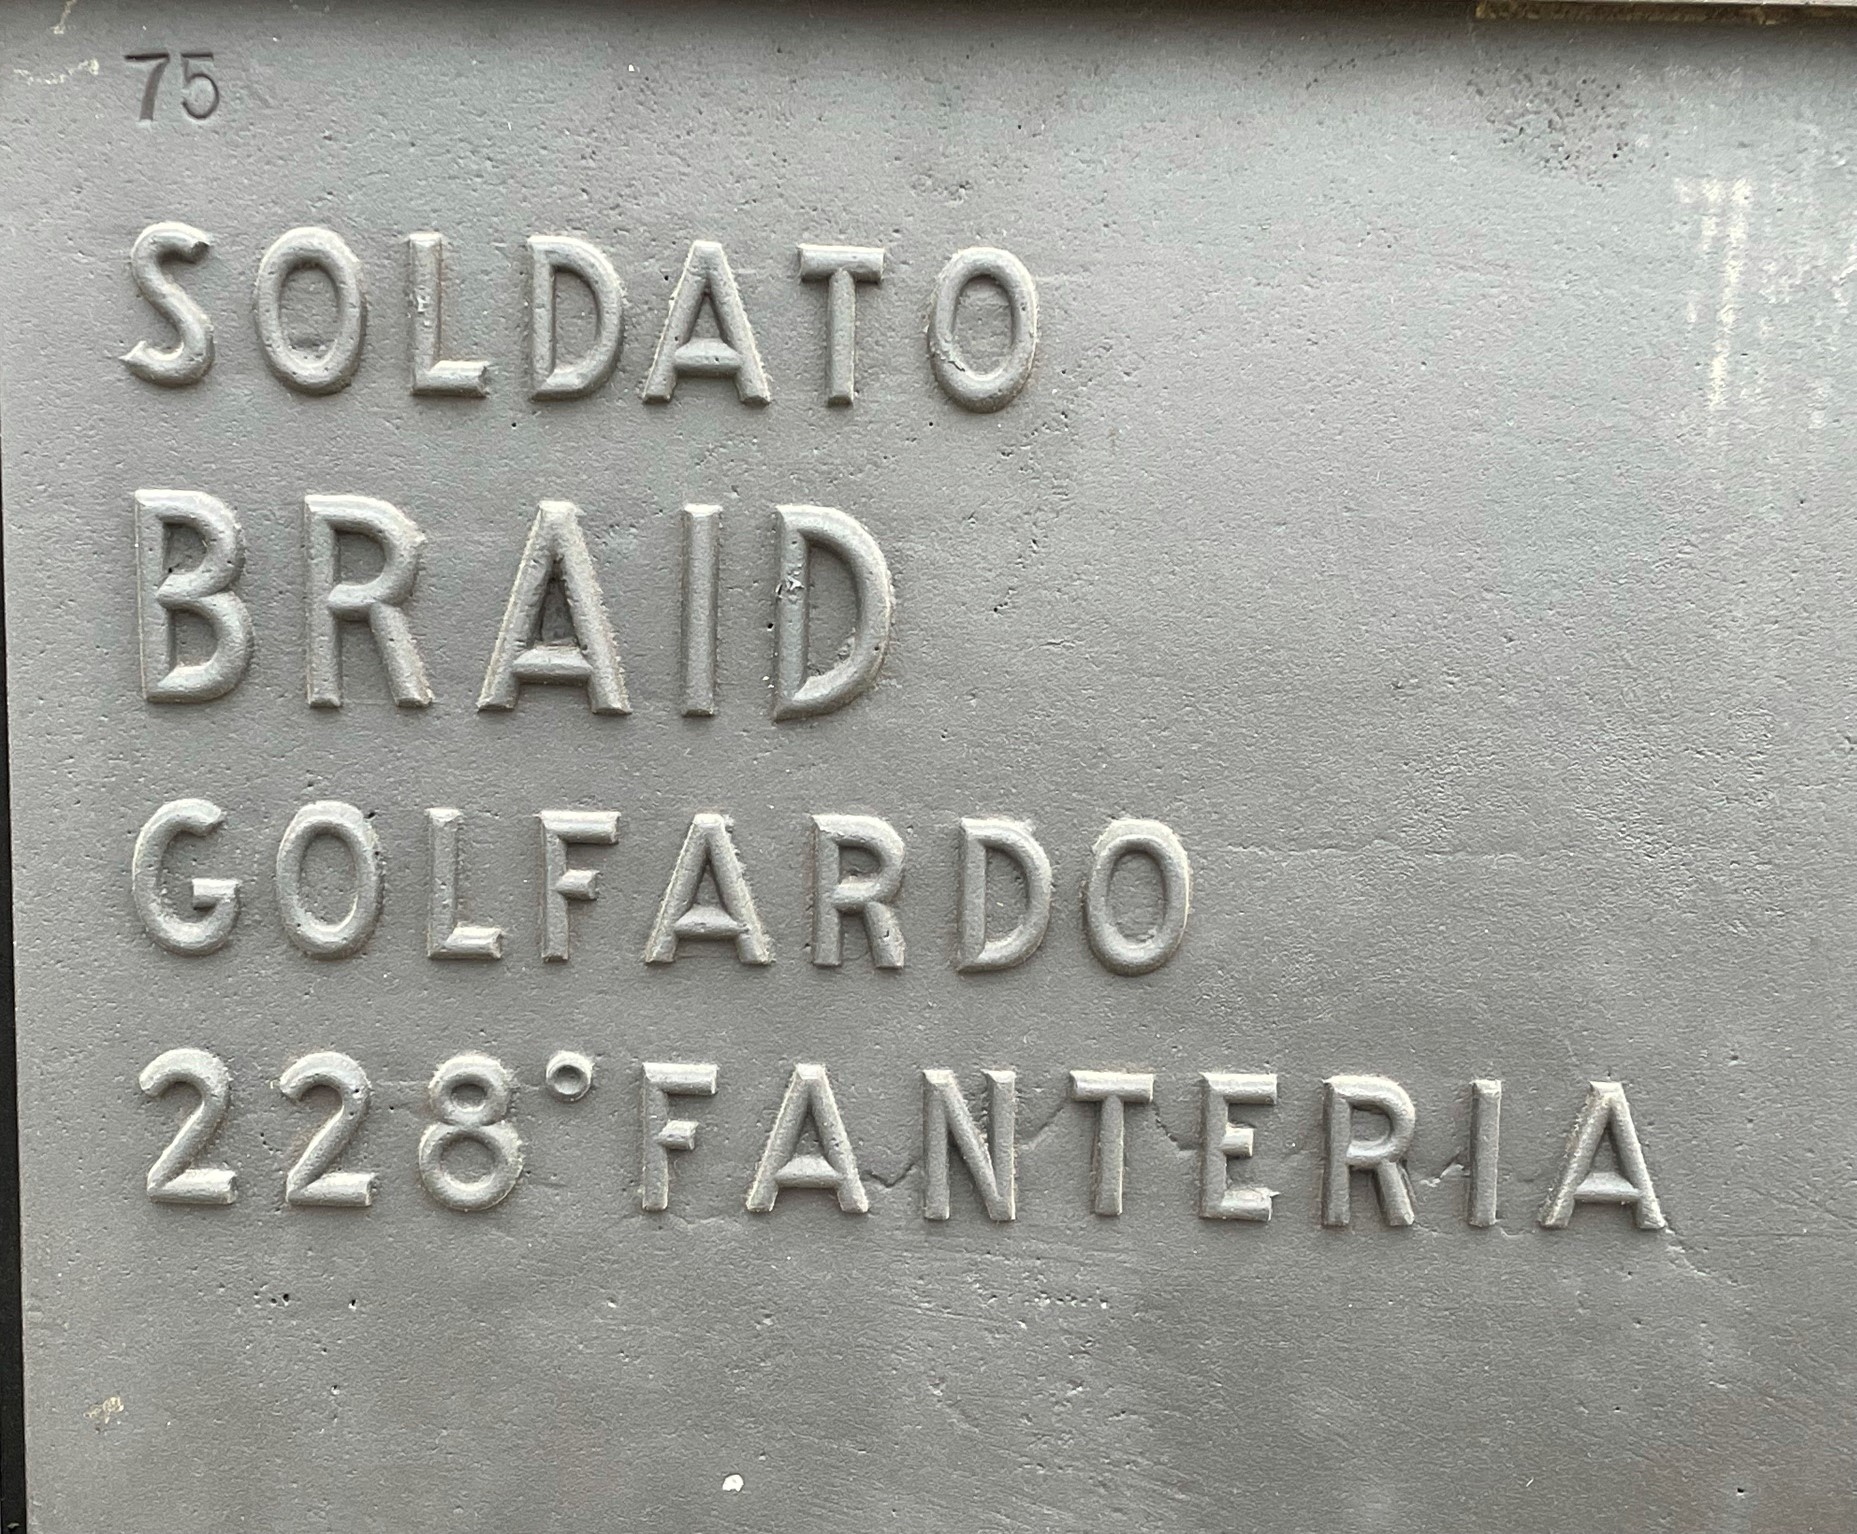 75
SOLDATO
BRAID
GOLFARDO
228° FANTERIA